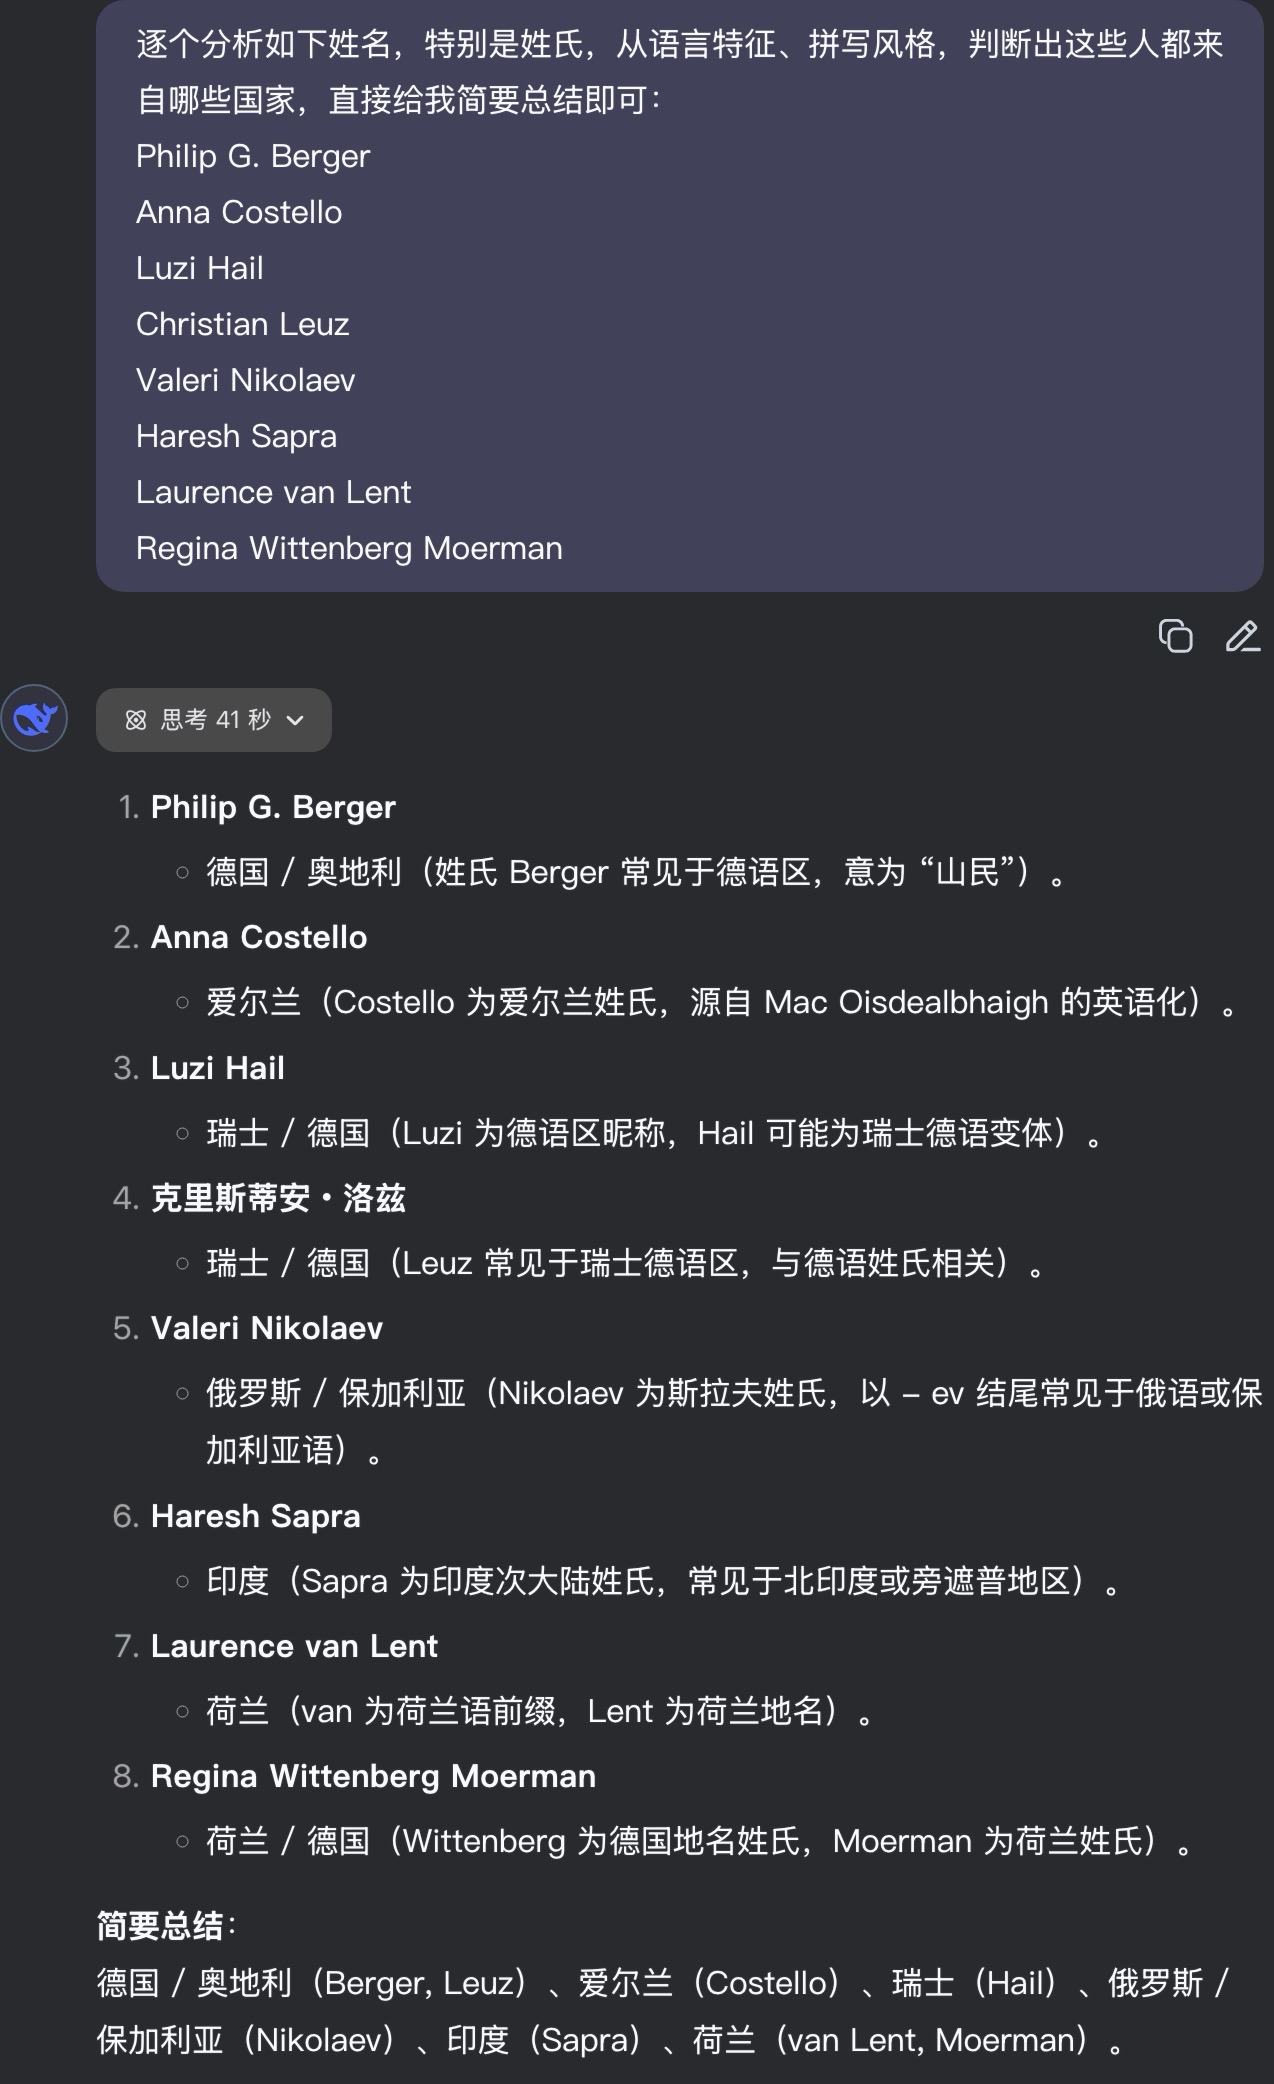 逐个分析如下姓名，特别是姓氏，从语言特征、拼写风格，判断出这些人都来
自哪些国家，直接给我简要总结即可：
Philip G. Berger
Anna Costello
Luzi Hail
Christian Leuz
Valeri Nikolaev
Haresh Sapra
Laurence van Lent
Regina Wittenberg Moerman
思考 41 秒
1. Philip G. Berger
○ 德国 / 奥地利（姓氏 Berger 常见于德语区，意为 “山民”）。
2. Anna Costello
○ 爱尔兰（Costello 为爱尔兰姓氏，源自 Mac Oisdealbhaigh 的英语化）。
3. Luzi Hail
○ 瑞士 / 德国（Luzi 为德语区昵称，Hail 可能为瑞士德语变体）。
4. 克里斯蒂安・洛兹
○ 瑞士 / 德国（Leuz 常见于瑞士德语区，与德语姓氏相关）。
5. Valeri Nikolaev
○ 俄罗斯 / 保加利亚（Nikolaev 为斯拉夫姓氏，以 – ev 结尾常见于俄语或保
加利亚语）。
6. Haresh Sapra
○ 印度（Sapra 为印度次大陆姓氏，常见于北印度或旁遮普地区）。
7. Laurence van Lent
○ 荷兰（van 为荷兰语前缀，Lent 为荷兰地名）。
8. Regina Wittenberg Moerman
○ 荷兰 / 德国（Wittenberg 为德国地名姓氏，Moerman 为荷兰姓氏）。
简要总结：
德国 / 奥地利（Berger, Leuz）、爱尔兰（Costello）、瑞士（Hail）、俄罗斯 /
保加利亚（Nikolaev）、印度（Sapra）、荷兰（van Lent, Moerman）。